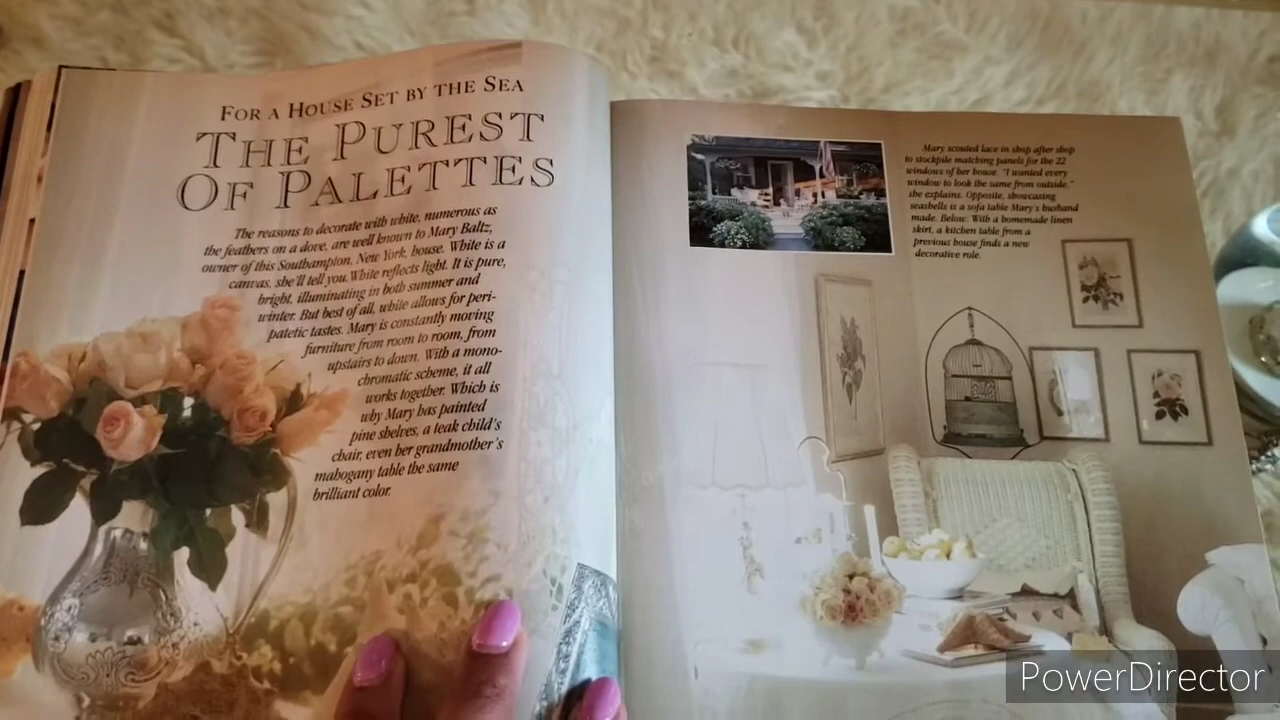 FOR A HOUSE SET BY THE SEA
THE PUREST
OF PALETTES
The reasons to decorate with white, numerous as
the feathers on a dove, are well known to Mary Baltz,
owner of this Southampton, New York, house. White is a
canvas, she'll tell you. White reflects light. It is pure,
bright, illuminating in both summer and
winter. But best of all, white allows for peri-
patetic tastes. Mary is constantly moving
furniture from room to room, from
upstairs to down. With a mono-
chromatic scheme, it all
works together. Which is
why Mary has painted
pine shelves, a teak child's
chair, even her grandmother's
mahogany table the same
brilliant color.
Mary scouted lace in shop after shop
to stockpile matching panels for the 22
windows of her house. "I wanted every
window to look the same from outside,"
she explains. Opposite, showcasing
seashells is a sofa table Mary's husband
made. Below: With a homemade linen
skirt, a kitchen table from a
previous house finds a new
decorative role.
PowerDirector